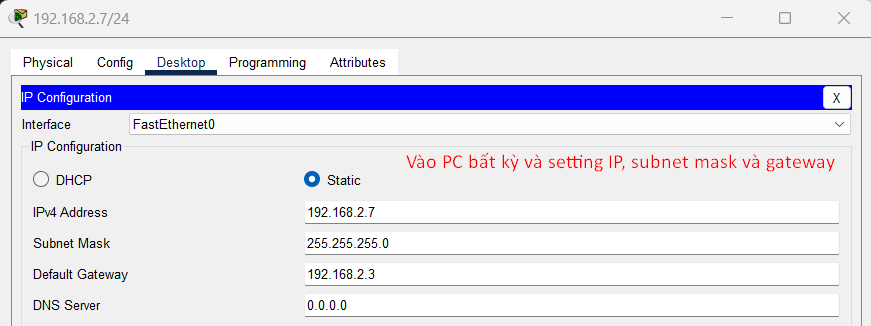 192.168.2.7/24
Physical Config Desktop Programming Attributes
IP Configuration X
Interface FastEthernet0
IP Configuration
Vào PC bất kỳ và setting IP, subnet mask và gateway
DHCP Static
IPv4 Address 192.168.2.7
Subnet Mask 255.255.255.0
Default Gateway 192.168.2.3
DNS Server 0.0.0.0